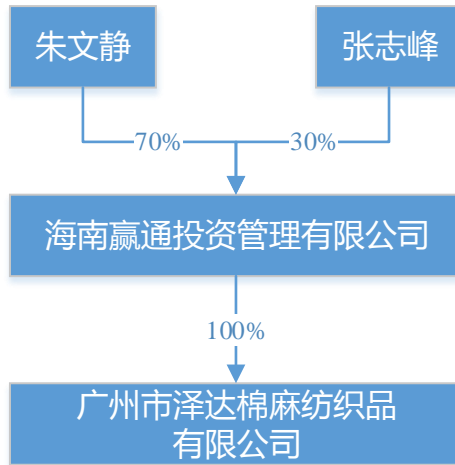 朱文静
张志峰
70%
30%
海南赢通投资管理有限公司
100%
广州市泽达棉麻纺织品
有限公司